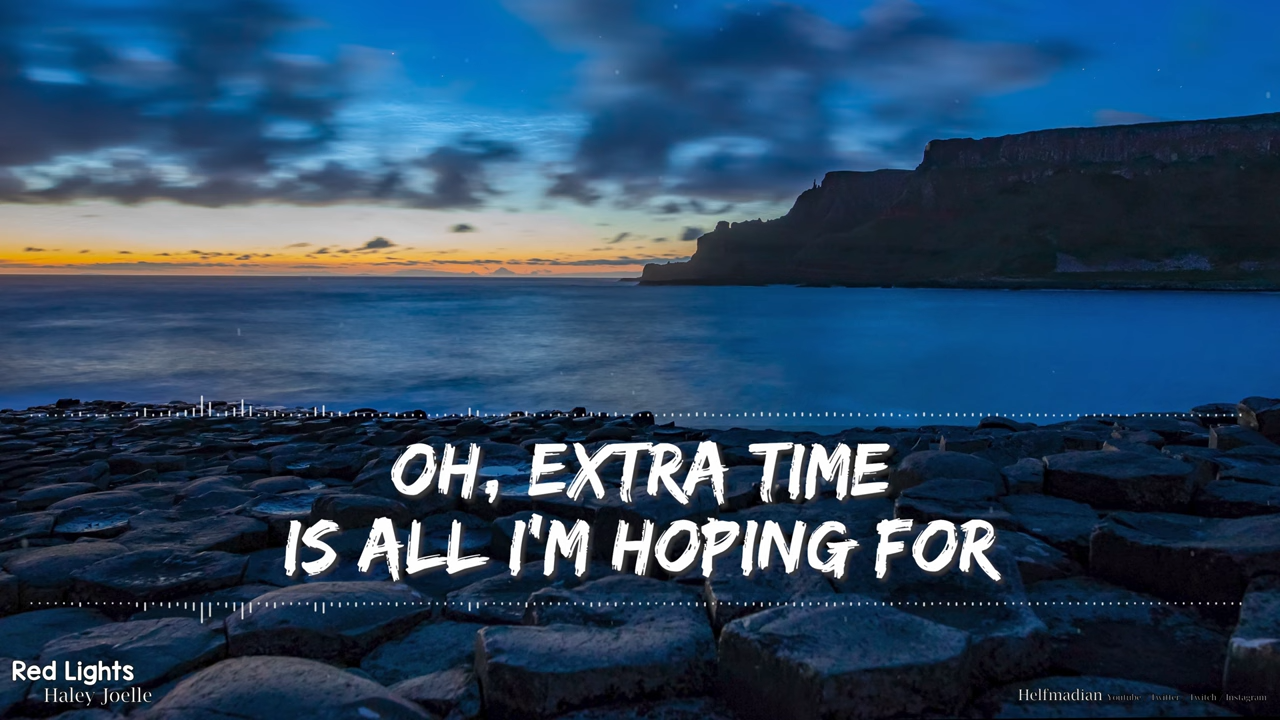 OH, EXTRA TIME
IS ALL I'M HOPING FOR
Red Lights
Haley Joelle
Helfmadian Youtube Twitter Twitch Instagram